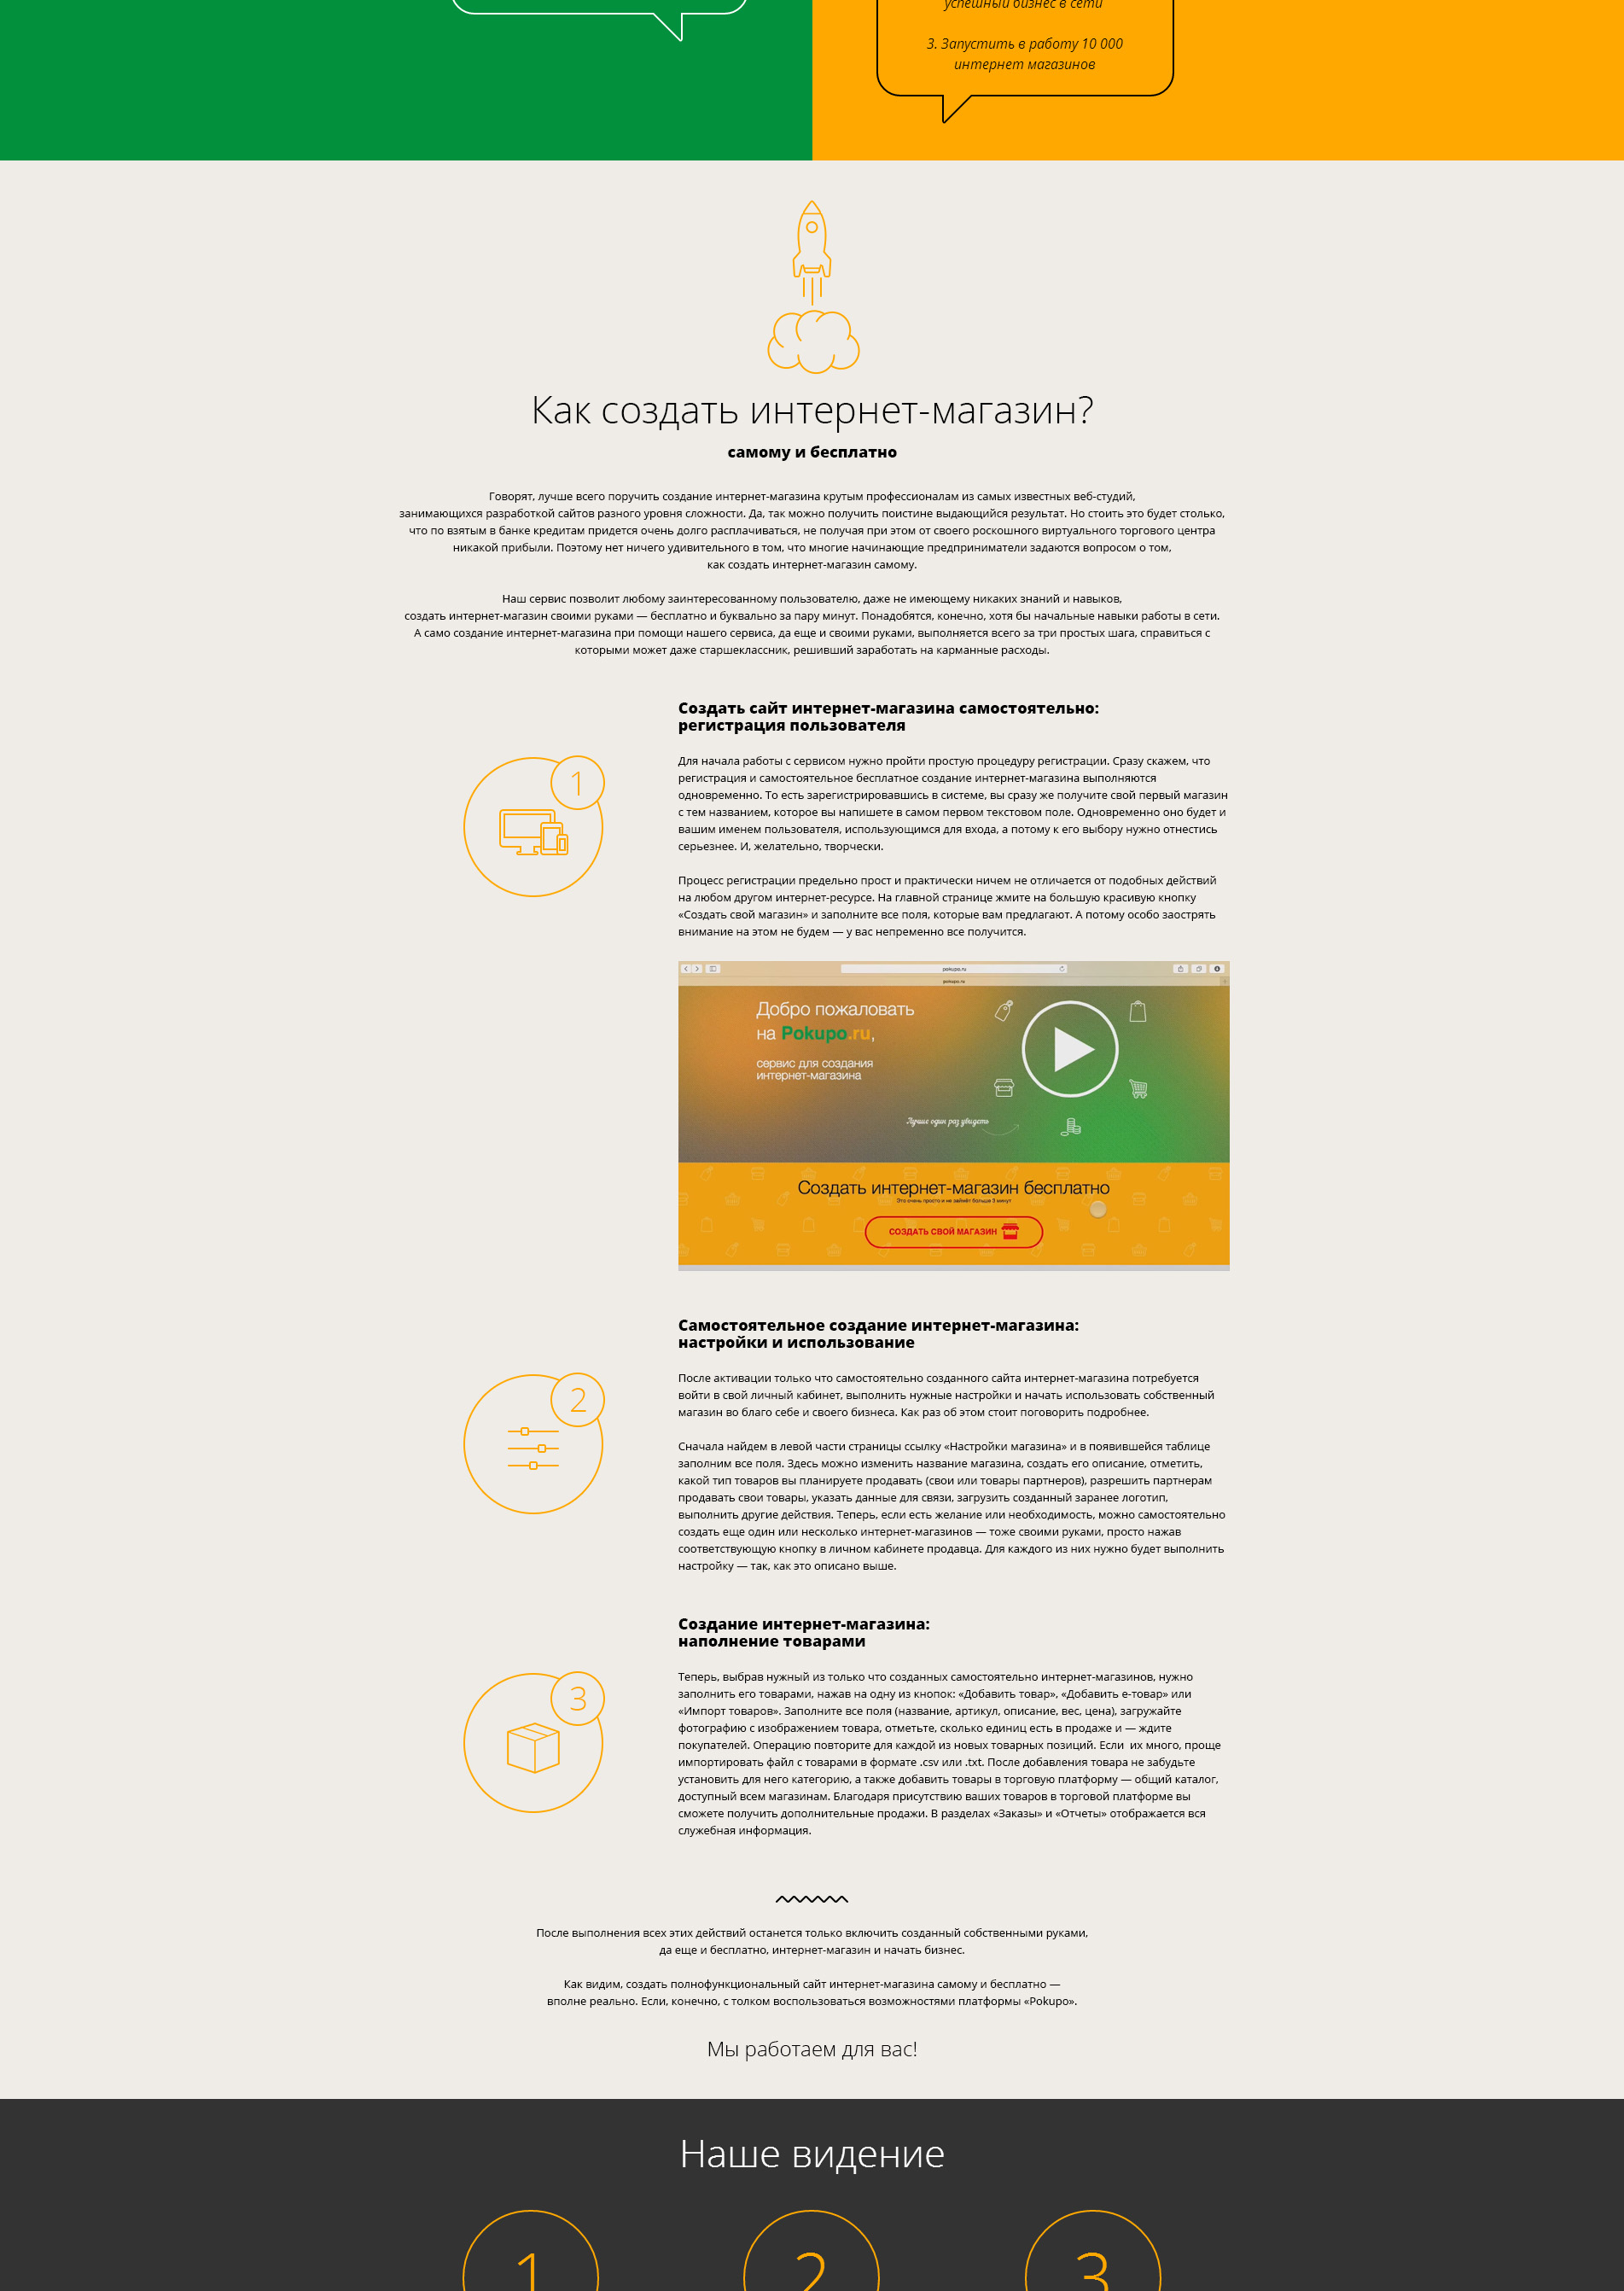 успешный бизнес в сети
3. Запустить в работу 10 000
интернет магазинов
Как создать интернет-магазин?
самому и бесплатно
Говорят, лучше всего поручить создание интернет-магазина крутым профессионалам из самых известных веб-студий,
занимающихся разработкой сайтов разного уровня сложности. Да, так можно получить поистине выдающийся результат. Но стоить это будет столько,
что по взятым в банке кредитам придется очень долго расплачиваться, не получая при этом от своего роскошного виртуального торгового центра
никакой прибыли. Поэтому нет ничего удивительного в том, что многие начинающие предприниматели задаются вопросом о том,
как создать интернет-магазин самому.
Наш сервис позволит любому заинтересованному пользователю, даже не имеющему никаких знаний и навыков,
создать интернет-магазин своими руками — бесплатно и буквально за пару минут. Понадобятся, конечно, хотя бы начальные навыки работы в сети.
А само создание интернет-магазина при помощи нашего сервиса, да еще и своими руками, выполняется всего за три простых шага, справиться с
которыми может даже старшеклассник, решивший заработать на карманные расходы.
1
Создать сайт интернет-магазина самостоятельно:
регистрация пользователя
Для начала работы с сервисом нужно пройти простую процедуру регистрации. Сразу скажем, что
регистрация и самостоятельное бесплатное создание интернет-магазина выполняются
одновременно. То есть зарегистрировавшись в системе, вы сразу же получите свой первый магазин
с тем названием, которое вы напишете в самом первом текстовом поле. Одновременно оно будет и
вашим именем пользователя, использующимся для входа, а потому к его выбору нужно отнестись
серьезнее. И, желательно, творчески.
Процесс регистрации предельно прост и практически ничем не отличается от подобных действий
на любом другом интернет-ресурсе. На главной странице жмите на большую красивую кнопку
«Создать свой магазин» и заполните все поля, которые вам предлагают. А потому особо заострять
внимание на этом не будем — у вас непременно все получится.
pokupo.ru
pokupo.ru
Добро пожаловать
на Pokupo.ru,
сервис для создания
интернет-магазина
Лучше один раз увидеть
Создать интернет-магазин бесплатно
Это очень просто и не займёт больше 3 минут
СОЗДАТЬ СВОЙ МАГАЗИН
2
Самостоятельное создание интернет-магазина:
настройки и использование
После активации только что самостоятельно созданного сайта интернет-магазина потребуется
войти в свой личный кабинет, выполнить нужные настройки и начать использовать собственный
магазин во благо себе и своего бизнеса. Как раз об этом стоит поговорить подробнее.
Сначала найдем в левой части страницы ссылку «Настройки магазина» и в появившейся таблице
заполним все поля. Здесь можно изменить название магазина, создать его описание, отметить,
какой тип товаров вы планируете продавать (свои или товары партнеров), разрешить партнерам
продавать свои товары, указать данные для связи, загрузить созданный заранее логотип,
выполнить другие действия. Теперь, если есть желание или необходимость, можно самостоятельно
создать еще один или несколько интернет-магазинов — тоже своими руками, просто нажав
соответствующую кнопку в личном кабинете продавца. Для каждого из них нужно будет выполнить
настройку — так, как это описано выше.
3
Создание интернет-магазина:
наполнение товарами
Теперь, выбрав нужный из только что созданных самостоятельно интернет-магазинов, нужно
заполнить его товарами, нажав на одну из кнопок: «Добавить товар», «Добавить е-товар» или
«Импорт товаров». Заполните все поля (название, артикул, описание, вес, цена), загружайте
фотографию с изображением товара, отметьте, сколько единиц есть в продаже и — ждите
покупателей. Операцию повторите для каждой из новых товарных позиций. Если  их много, проще
импортировать файл с товарами в формате .csv или .txt. После добавления товара не забудьте
установить для него категорию, а также добавить товары в торговую платформу — общий каталог,
доступный всем магазинам. Благодаря присутствию ваших товаров в торговой платформе вы
сможете получить дополнительные продажи. В разделах «Заказы» и «Отчеты» отображается вся
служебная информация.
После выполнения всех этих действий останется только включить созданный собственными руками,
да еще и бесплатно, интернет-магазин и начать бизнес.
Как видим, создать полнофункциональный сайт интернет-магазина самому и бесплатно —
вполне реально. Если, конечно, с толком воспользоваться возможностями платформы «Pokupo».
Мы работаем для вас!
Наше видение
1 2 3